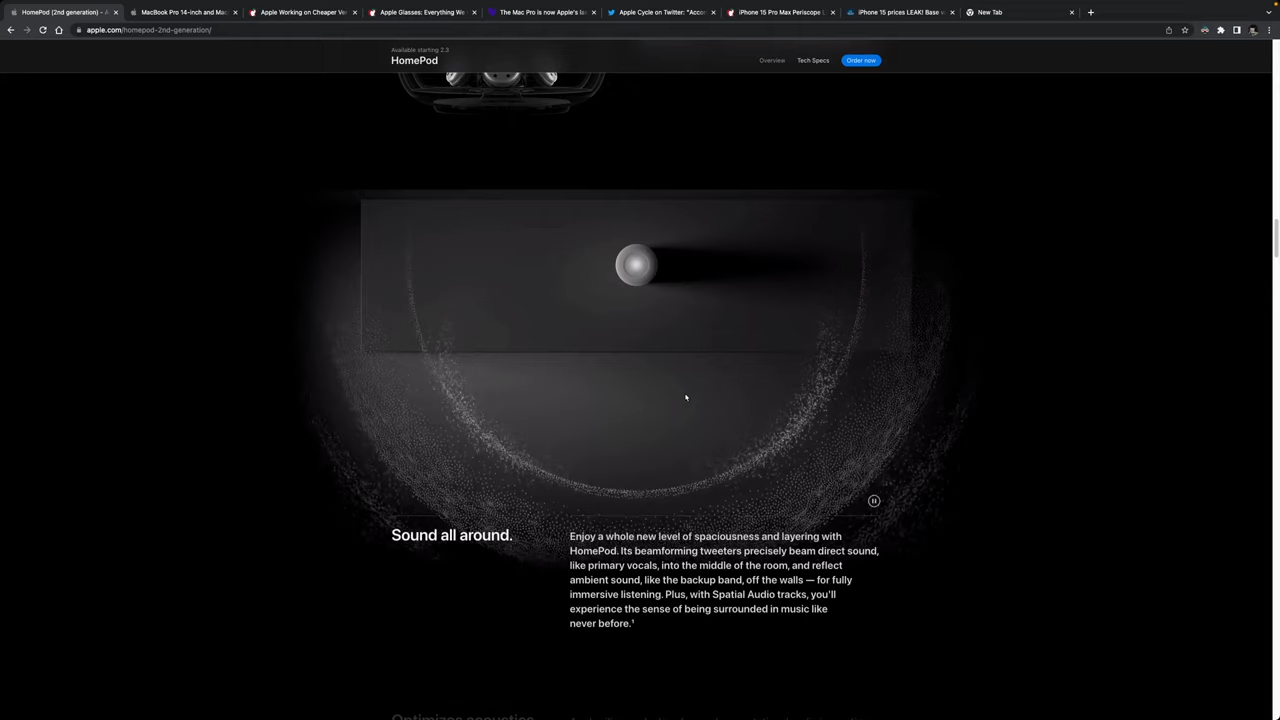 HomePod (2nd generation) - A
MacBook Pro 14-inch and Mac
Apple Working on Cheaper Ve
Apple Glasses: Everything We
The Mac Pro is now Apple's la
Apple Cycle on Twitter: "Acco
iPhone 15 Pro Max Periscope L
iPhone 15 prices LEAK! Base v
New Tab
apple.com/homepod-2nd-generation/
Available starting 2.3
HomePod
Overview
Tech Specs
Order now
Sound all around.
Enjoy a whole new level of spaciousness and layering with
HomePod. Its beamforming tweeters precisely beam direct sound,
like primary vocals, into the middle of the room, and reflect
ambient sound, like the backup band, off the walls — for fully
immersive listening. Plus, with Spatial Audio tracks, you'll
experience the sense of being surrounded in music like
never before.¹
Optimizes acoustics